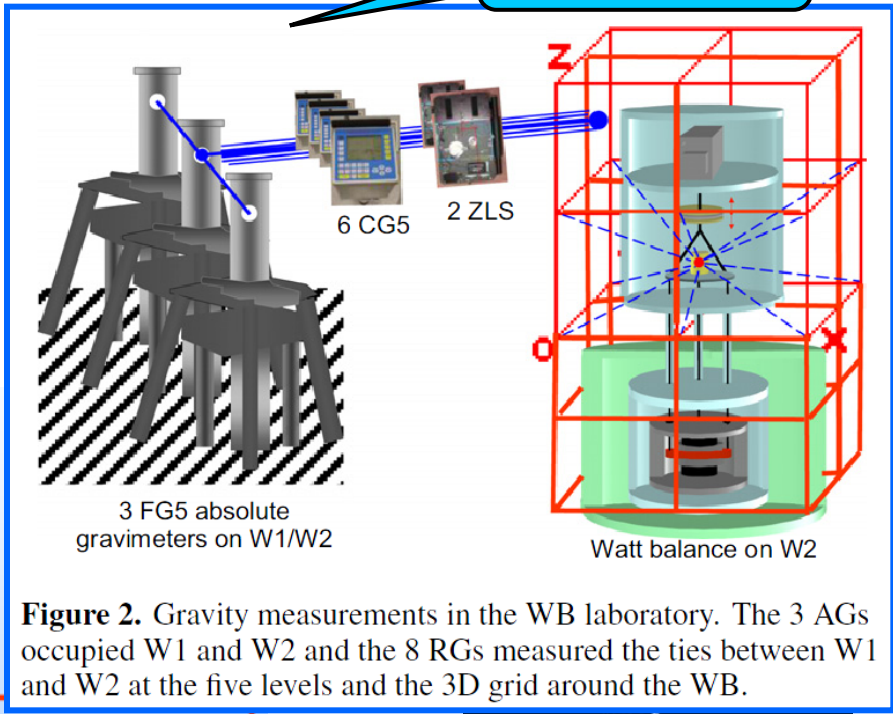 Z
6 CG5
2 ZLS
O
X
3 FG5 absolute
gravimeters on W1/W2
Watt balance on W2
Figure 2. Gravity measurements in the WB laboratory. The 3 AGs
occupied W1 and W2 and the 8 RGs measured the ties between W1
and W2 at the five levels and the 3D grid around the WB.